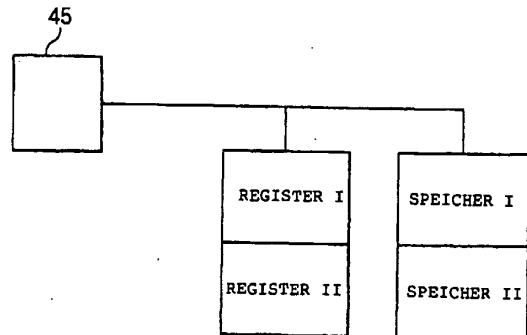 45
REGISTER I
SPEICHER I
REGISTER II
SPEICHER II